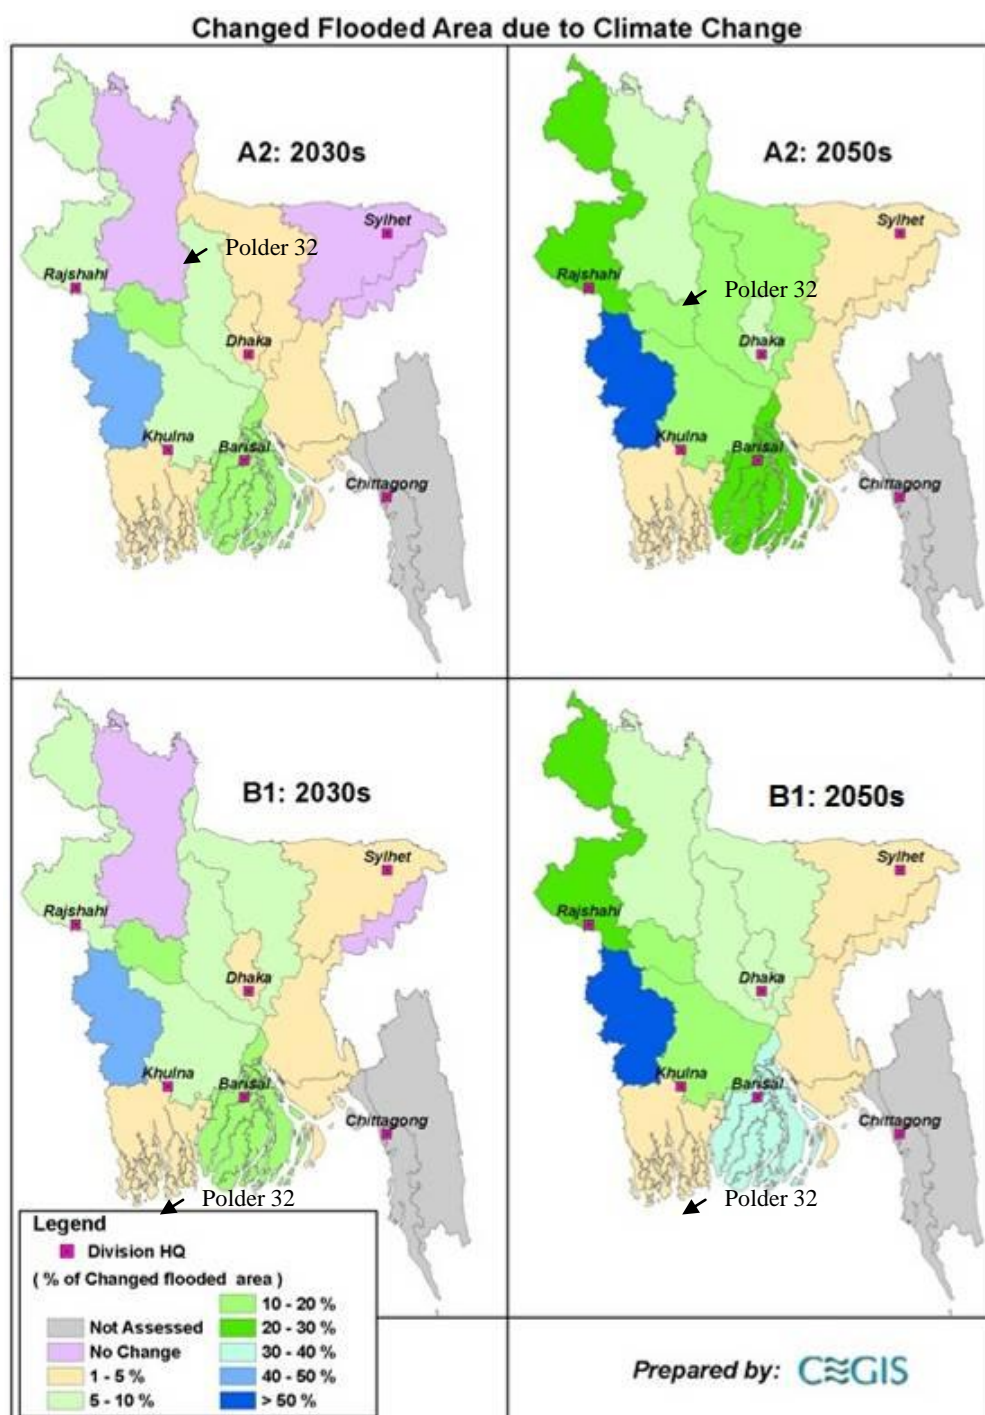 Changed Flooded Area due to Climate Change
A2: 2030s
Sylhet
Polder 32
Rajshahi
Dhaka
Khulna
Barisal
Chittagong
A2: 2050s
Sylhet
Rajshahi
Polder 32
Dhaka
Khulna
Barisal
Chittagong
B1: 2030s
Sylhet
Rajshahi
Dhaka
Khulna
Barisal
Chittagong
Polder 32
B1: 2050s
Sylhet
Rajshahi
Dhaka
Khulna
Barisal
Chittagong
Polder 32
Legend
Division HQ
( % of Changed flooded area )
Not Assessed
No Change
1 - 5 %
5 - 10 %
10 - 20 %
20 - 30 %
30 - 40 %
40 - 50 %
> 50 %
Prepared by: CEGIS